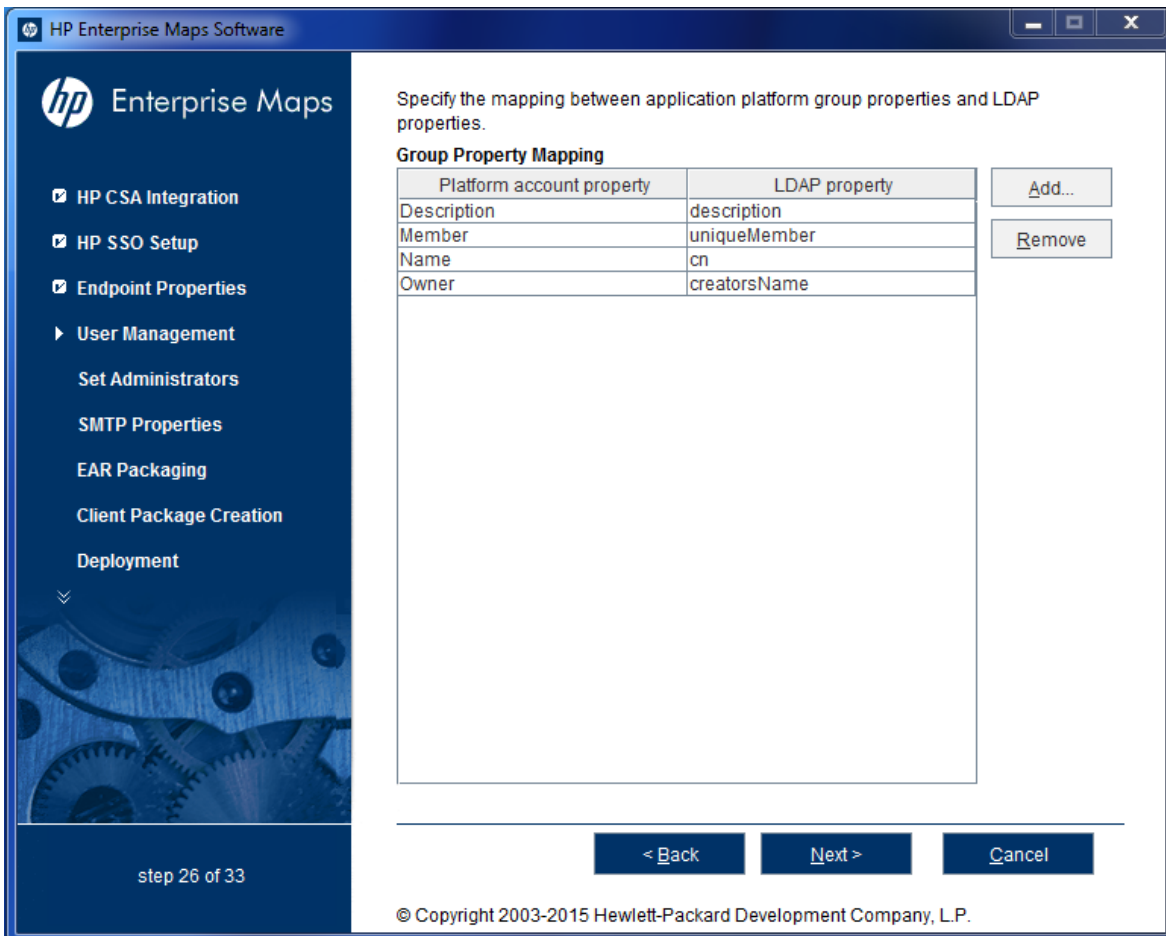 HP Enterprise Maps Software
hp Enterprise Maps
HP CSA Integration
HP SSO Setup
Endpoint Properties
User Management
Set Administrators
SMTP Properties
EAR Packaging
Client Package Creation
Deployment
step 26 of 33
Specify the mapping between application platform group properties and LDAP
properties.
Group Property Mapping
Platform account property LDAP property
Description description
Member uniqueMember
Name cn
Owner creatorsName
Add...
Remove
< Back Next > Cancel
© Copyright 2003-2015 Hewlett-Packard Development Company, L.P.